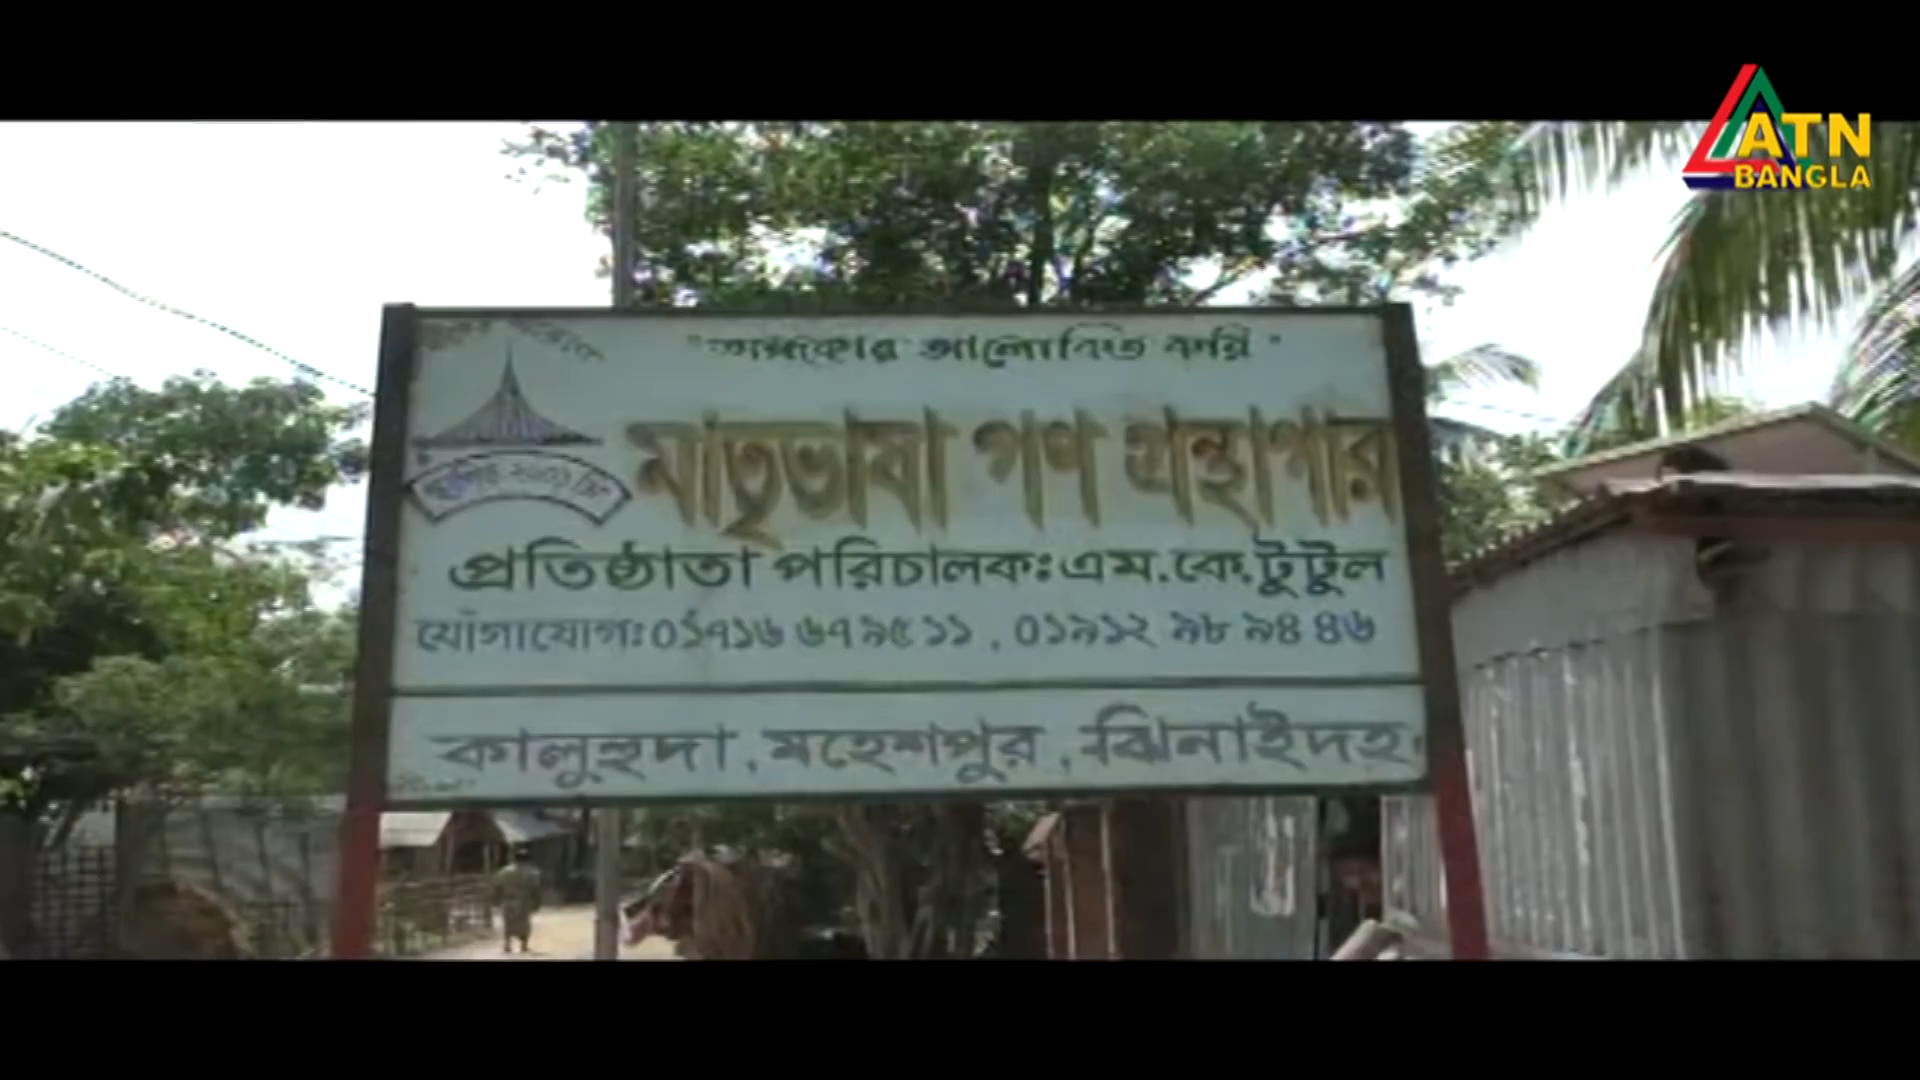 ATN
BANGLA
"অন্ধকার আলোকিত করি"
মাতৃভাষা গণ গ্রন্থাগার
প্রতিষ্ঠাতা পরিচালকঃ এম.কে.টুটুল
যোগাযোগঃ ০১৭১৬ ৬৭ ৯৫ ১১ , ০১৯১২ ৯৮ ৯৪ ৪৬
কালুহুদা, মহেশপুর, ঝিনাইদহ।